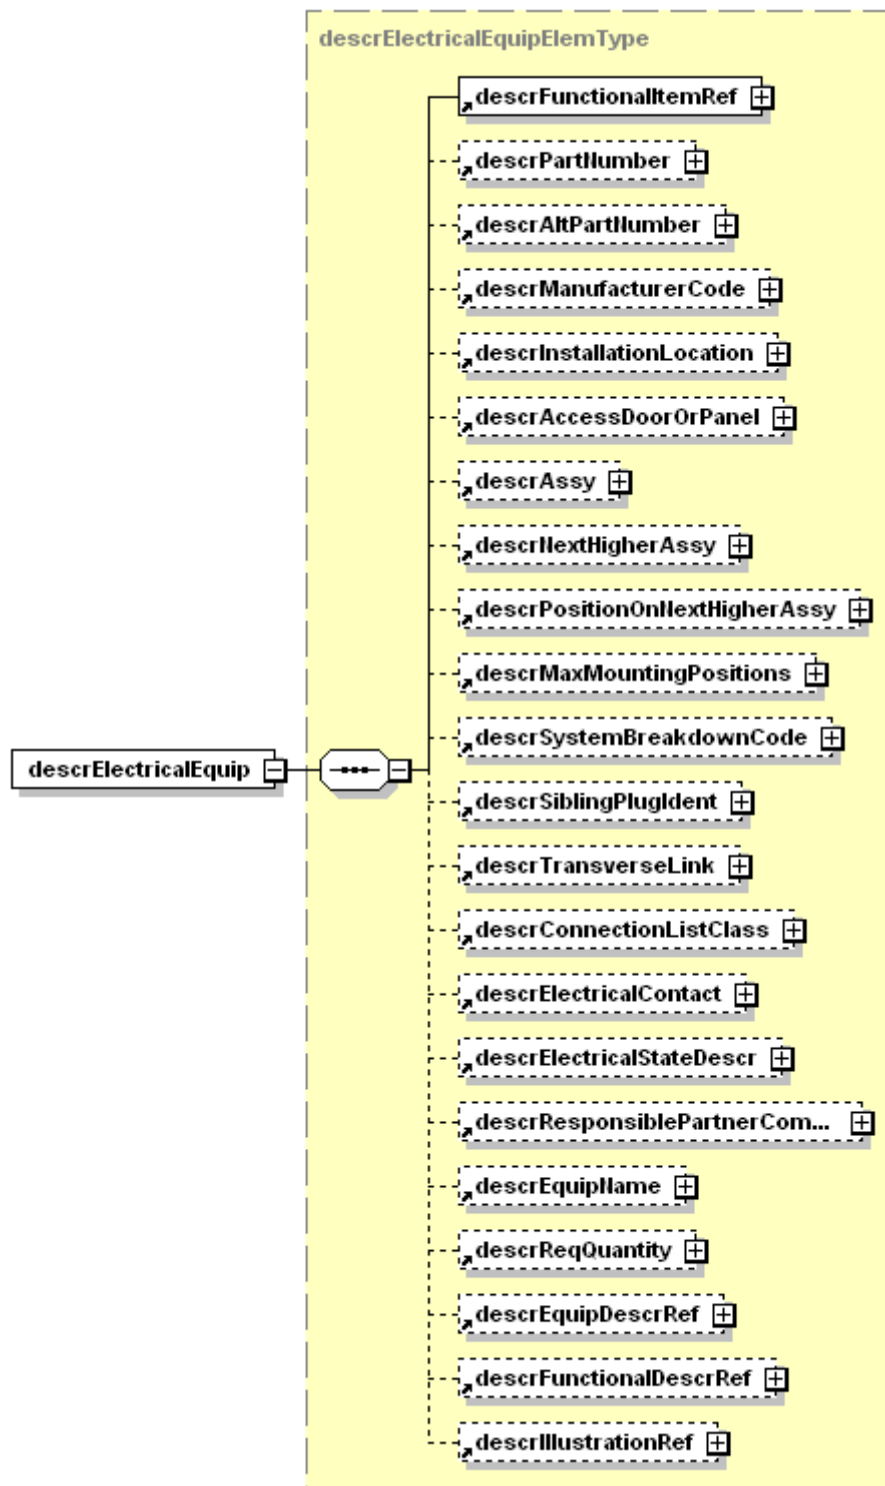 descrElectricalEquipElemType
descrFunctionalItemRef
descrPartNumber
descrAltPartNumber
descrManufacturerCode
descrInstallationLocation
descrAccessDoorOrPanel
descrAssy
descrNextHigherAssy
descrPositionOnNextHigherAssy
descrMaxMountingPositions
descrSystemBreakdownCode
descrElectricalEquip
descrSiblingPlugIdent
descrTransverseLink
descrConnectionListClass
descrElectricalContact
descrElectricalStateDescr
descrResponsiblePartnerCom...
descrEquipName
descrReqQuantity
descrEquipDescrRef
descrFunctionalDescrRef
descrIllustrationRef